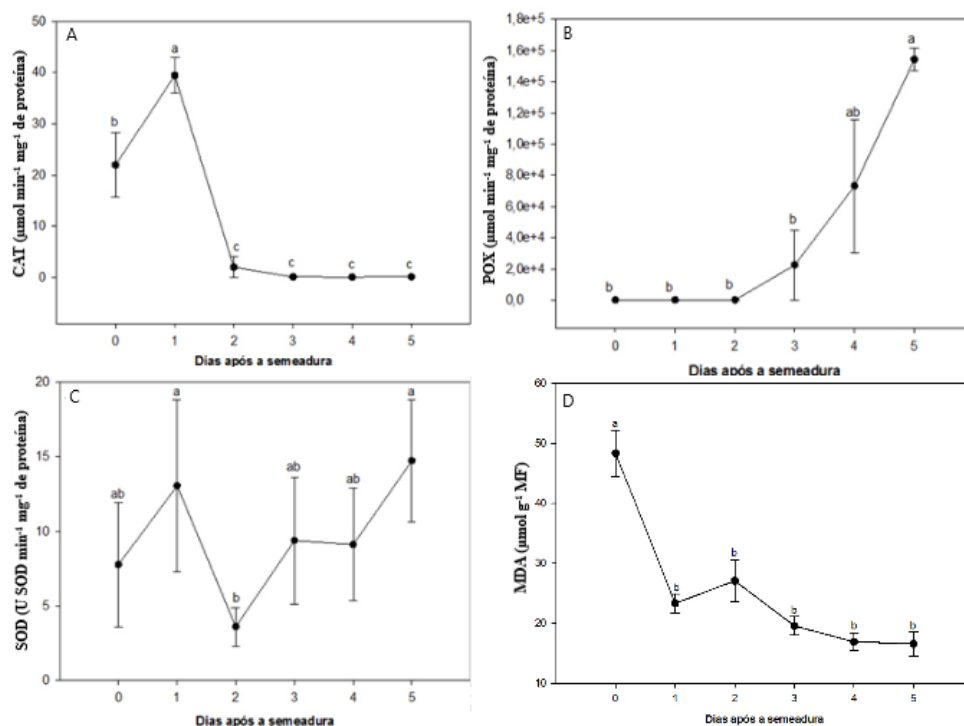 A
CAT (µmol min⁻¹ mg⁻¹ de proteína)
50
40
30
20
10
0
b
a
c
c
c
c
0 1 2 3 4 5
Dias após a semeadura
B
POX (µmol min⁻¹ mg⁻¹ de proteína)
1,8e+5
1,6e+5
1,4e+5
1,2e+5
1,0e+5
8,0e+4
6,0e+4
4,0e+4
2,0e+4
0,0
b
b
b
b
ab
a
0 1 2 3 4 5
Dias após a semeadura
C
SOD (U SOD min⁻¹ mg⁻¹ de proteína)
20
15
10
5
0
ab
a
b
ab
ab
a
0 1 2 3 4 5
Dias após a semeadura
D
MDA (µmol g⁻¹ MF)
60
50
40
30
20
10
a
b
b
b
b
b
0 1 2 3 4 5
Dias após a semeadura